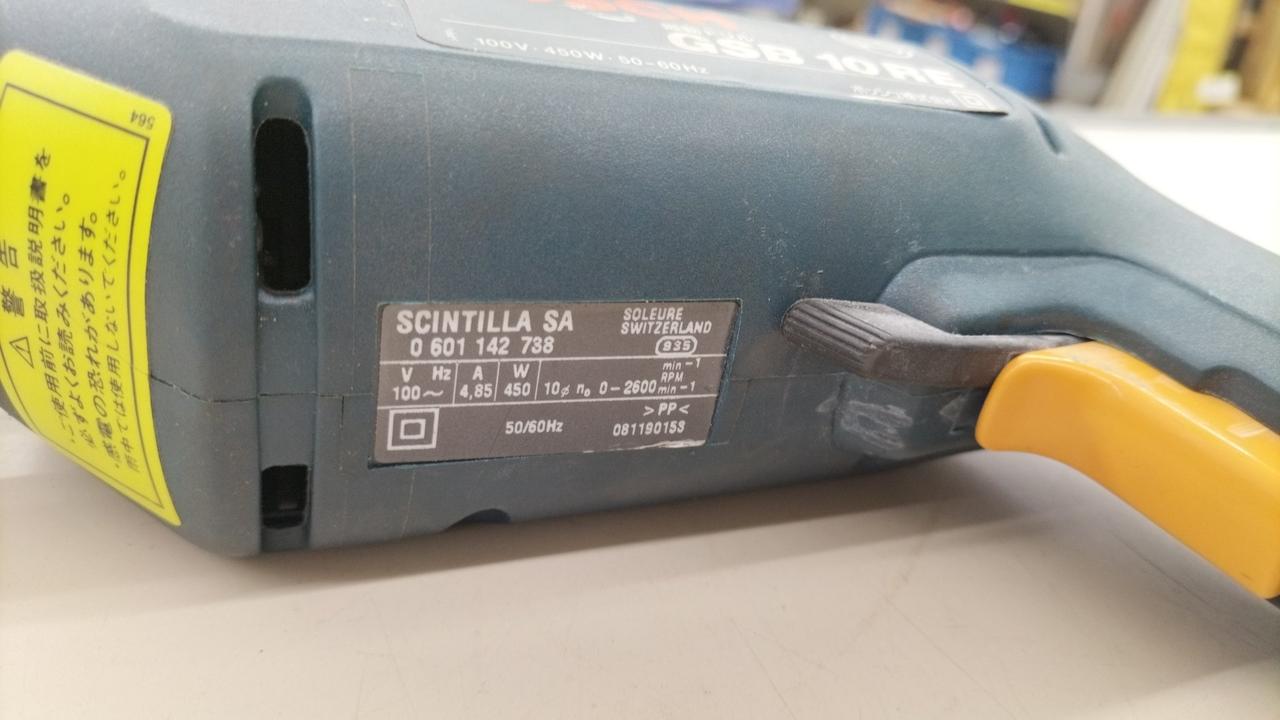 GSB 10 RE
100V · 450W · 50-60Hz
564
警告
・ご使用前に取扱説明書を
必ずよくお読みください。
・感電の恐れがあります。
雨中では使用しないでください。
SCINTILLA SA
SOLEURE
SWITZERLAND
0 601 142 738
935
V Hz A W
min⁻¹
RPM
100～ 4,85 450 10⌀ n₀ 0-2600 min⁻¹
>PP<
50/60Hz
081190153